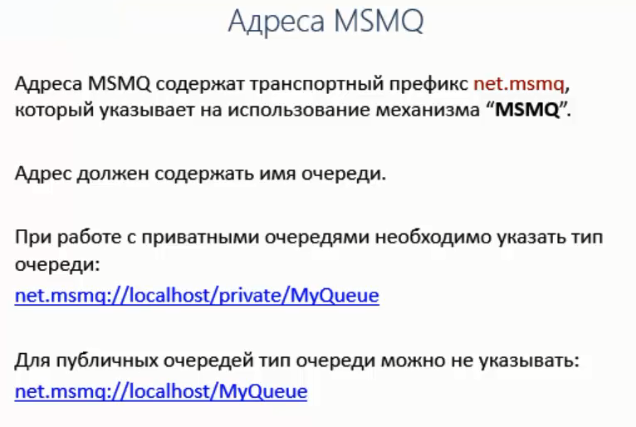 Адреса MSMQ
Адреса MSMQ содержат транспортный префикс net.msmq,
который указывает на использование механизма “MSMQ”.
Адрес должен содержать имя очереди.
При работе с приватными очередями необходимо указать тип
очереди:
net.msmq://localhost/private/MyQueue
Для публичных очередей тип очереди можно не указывать:
net.msmq://localhost/MyQueue